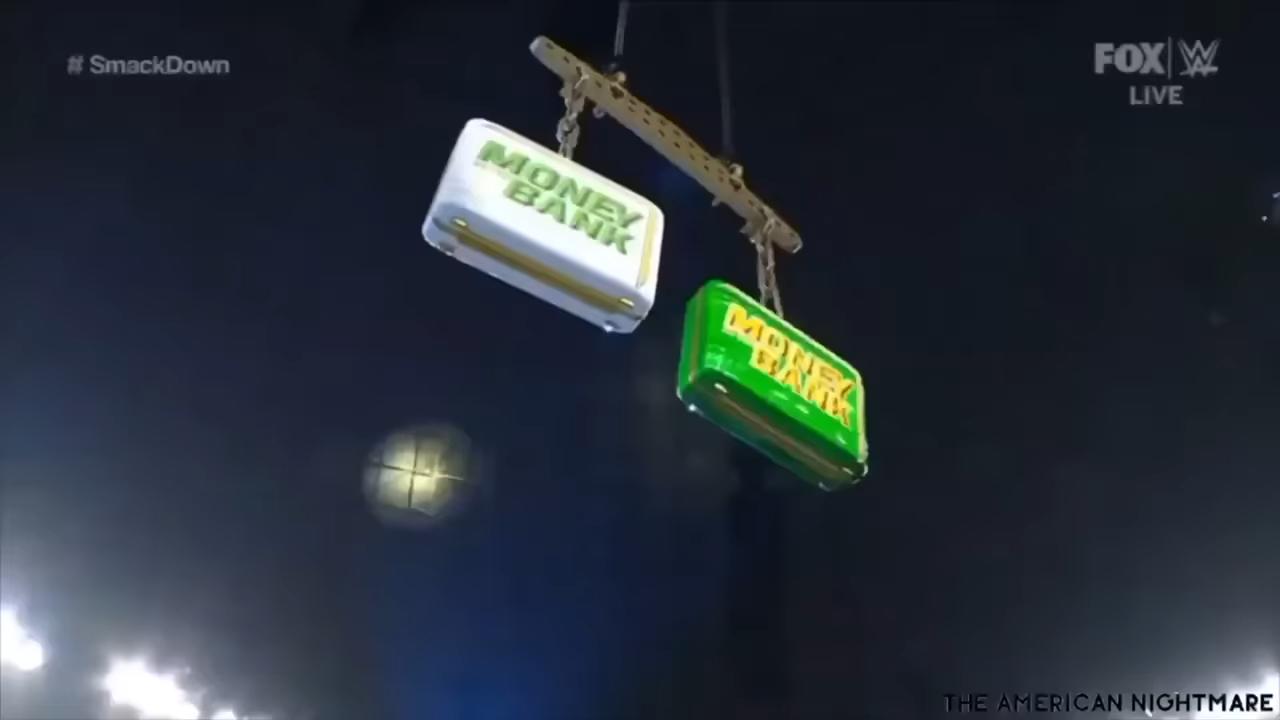 # SmackDown
FOX | W
LIVE
MONEY
BANK
MONEY
BANK
THE AMERICAN NIGHTMARE